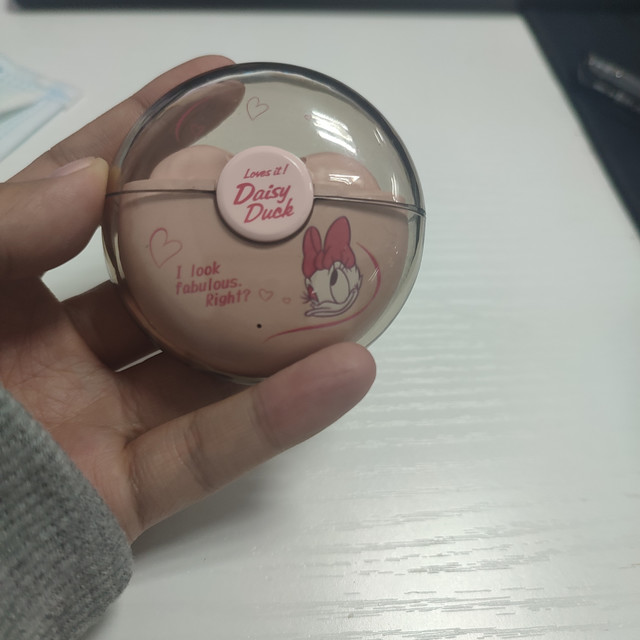 Loves it!
Daisy
Duck
I look
fabulous.
Right?